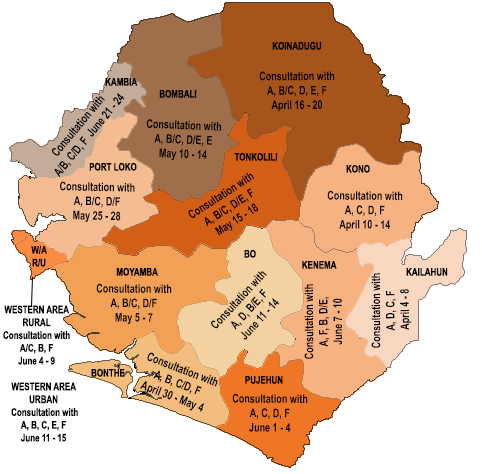 KOINADUGU
Consultation with
A, B/C, D, E, F
April 16 - 20
KAMBIA
Consultation with
A/B, C/D, F June 21 - 24
BOMBALI
Consultation with
A, B/C, D/E, E
May 10 - 14
PORT LOKO
Consultation with
A, B/C, D/F
May 25 - 28
TONKOLILI
Consultation with
A, B/C, D/E, F
May 15 - 18
KONO
Consultation with
A, C, D, F
April 10 - 14
W/A
R/U
MOYAMBA
Consultation with
A, B/C, D/F
May 5 - 7
BO
Consultation with
A, D, B/E, F
June 11 - 14
KENEMA
Consultation with
A, F, B, D/E,
June 7 - 10
KAILAHUN
Consultation with
A, D, C, F
April 4 - 8
WESTERN AREA
RURAL
Consultation with
A/C, B, F
June 4 - 9
BONTHE
Consultation with
A, B, C/D, F
April 30 - May 4
PUJEHUN
Consultation with
A, C, D, F
June 1 - 4
WESTERN AREA
URBAN
Consultation with
A, B, C, E, F
June 11 - 15